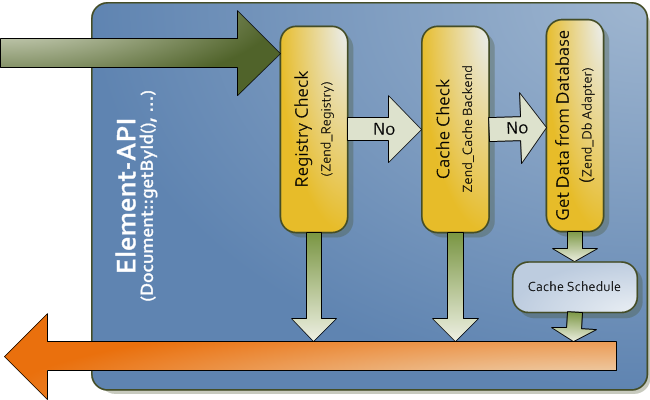 Element-API
(Document::getById(), ...)
Registry Check
(Zend_Registry)
No
Cache Check
Zend_Cache Backend
No
Get Data from Database
(Zend_Db Adapter)
Cache Schedule